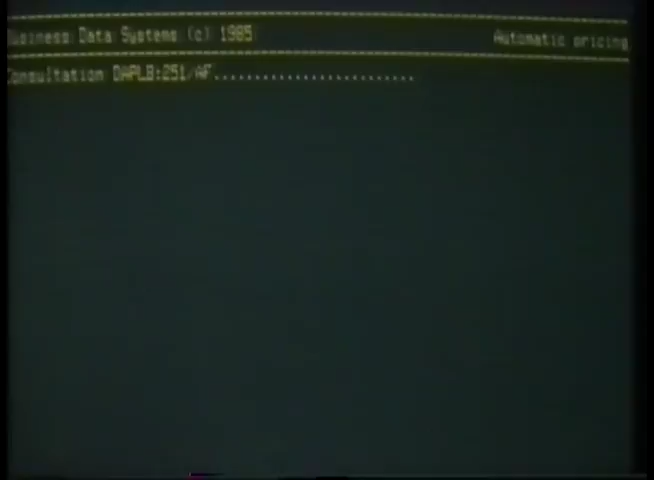 Business Data Systems (c) 1985
Automatic pricing
Consultation DAPLB:251/AF..............................